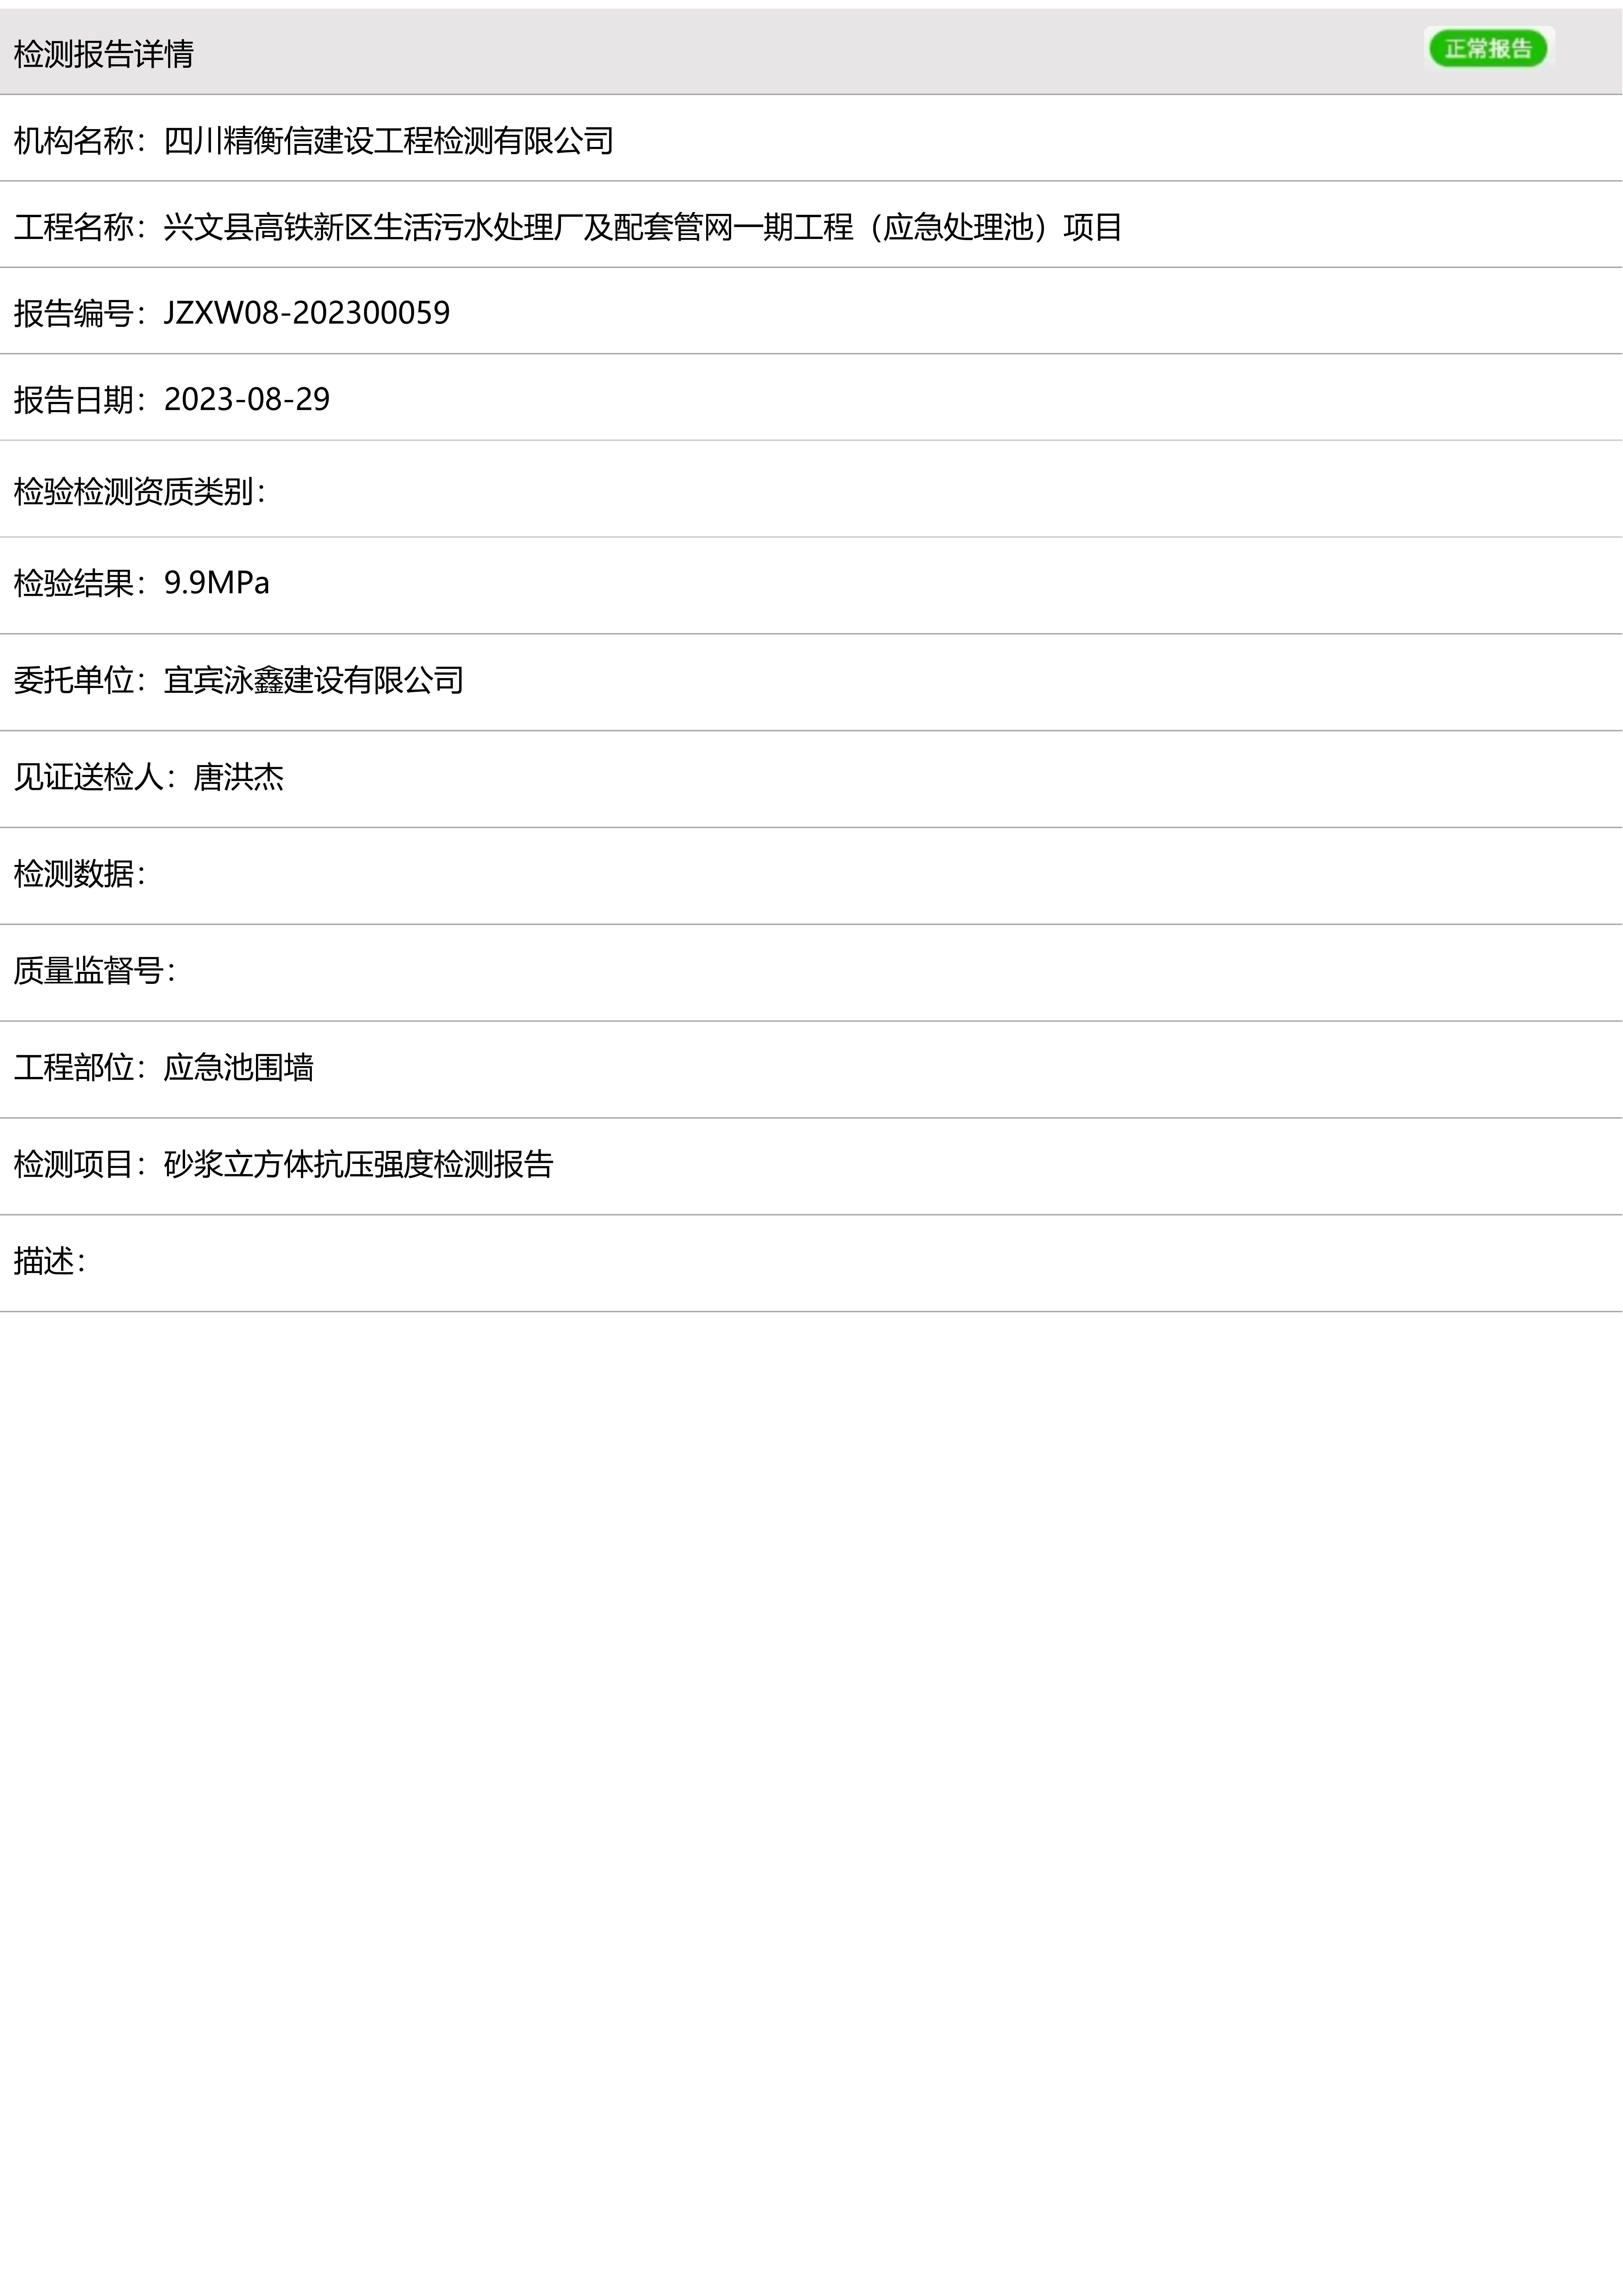 检测报告详情
正常报告
机构名称：四川精衡信建设工程检测有限公司
工程名称：兴文县高铁新区生活污水处理厂及配套管网一期工程（应急处理池）项目
报告编号：JZXW08-202300059
报告日期：2023-08-29
检验检测资质类别：
检验结果：9.9MPa
委托单位：宜宾泳鑫建设有限公司
见证送检人：唐洪杰
检测数据：
质量监督号：
工程部位：应急池围墙
检测项目：砂浆立方体抗压强度检测报告
描述：